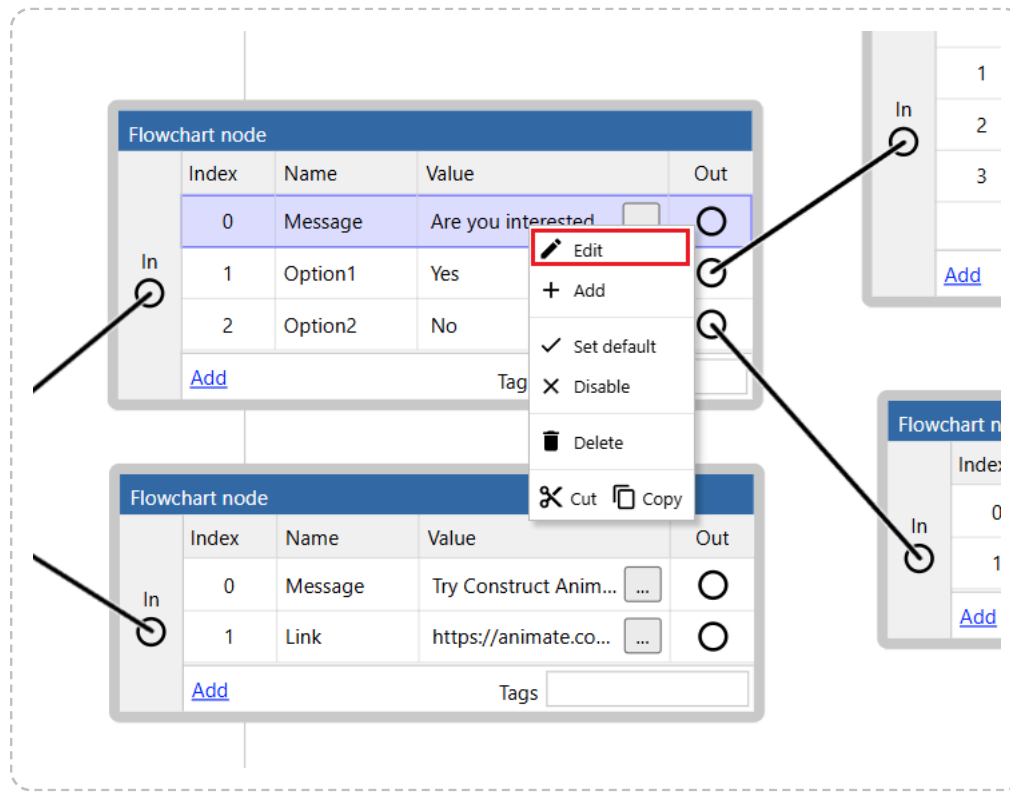 Flowchart node
Index Name Value Out
0 Message Are you interested
In
1 Option1 Yes
2 Option2 No
Add Tag
Edit
Add
Set default
Disable
Delete
Cut Copy
Flowchart node
Index Name Value Out
0 Message Try Construct Anim... ...
In
1 Link https://animate.co... ...
Add Tags
In
1
2
3
Add
Flowchart n
Index
0
In
1
Add